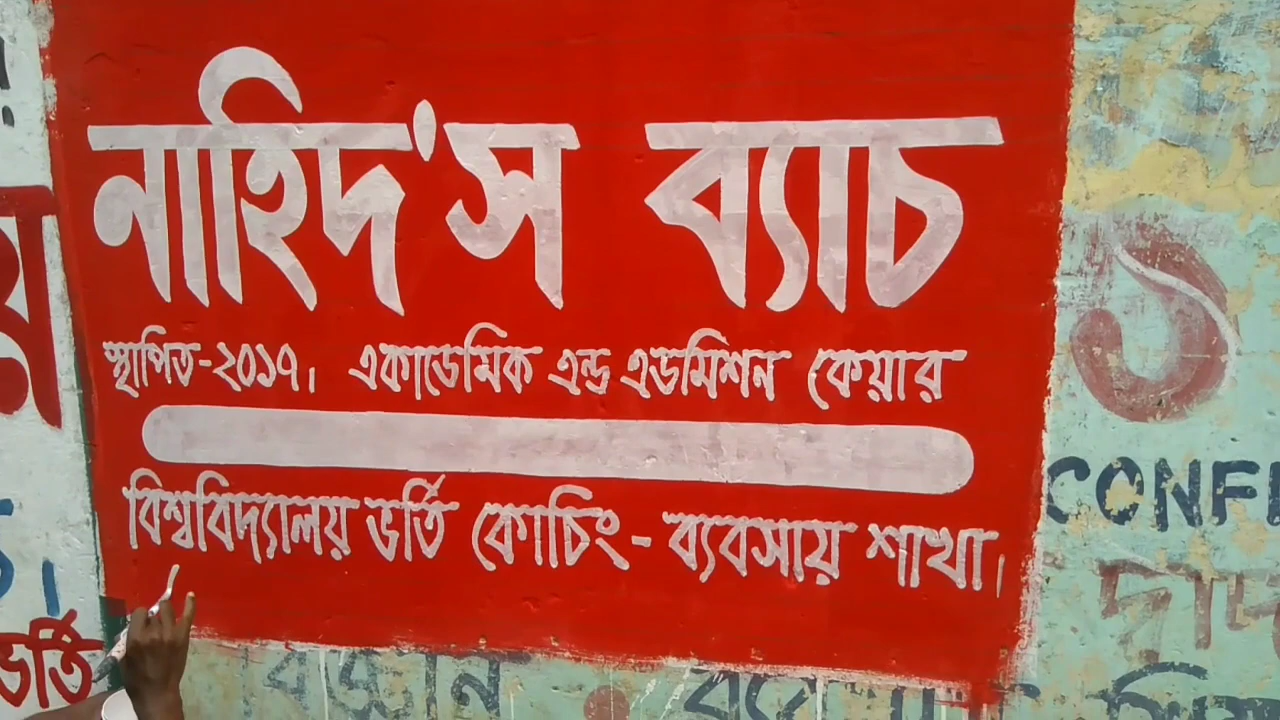 নাহিদ'স ব্যাচ
স্থাপিত-২০১৭। একাডেমিক এন্ড এডমিশন কেয়ার
বিশ্ববিদ্যালয় ভর্তি কোচিং-ব্যবসায় শাখা।
ভর্তি
CONF
বিজ্ঞান